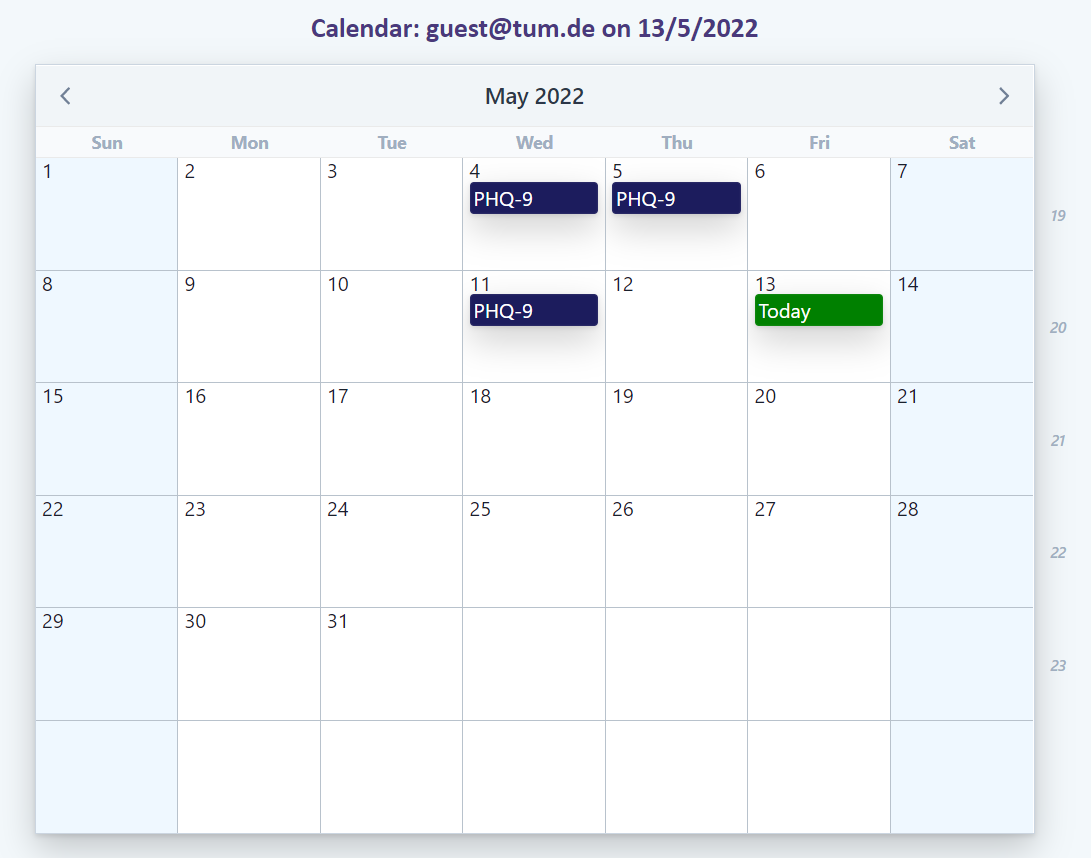 Calendar: guest@tum.de on 13/5/2022
May 2022
Sun Mon Tue Wed Thu Fri Sat
1 2 3 4 5 6 7
PHQ-9 PHQ-9
19
8 9 10 11 12 13 14
PHQ-9 Today
20
15 16 17 18 19 20 21
21
22 23 24 25 26 27 28
22
29 30 31
23